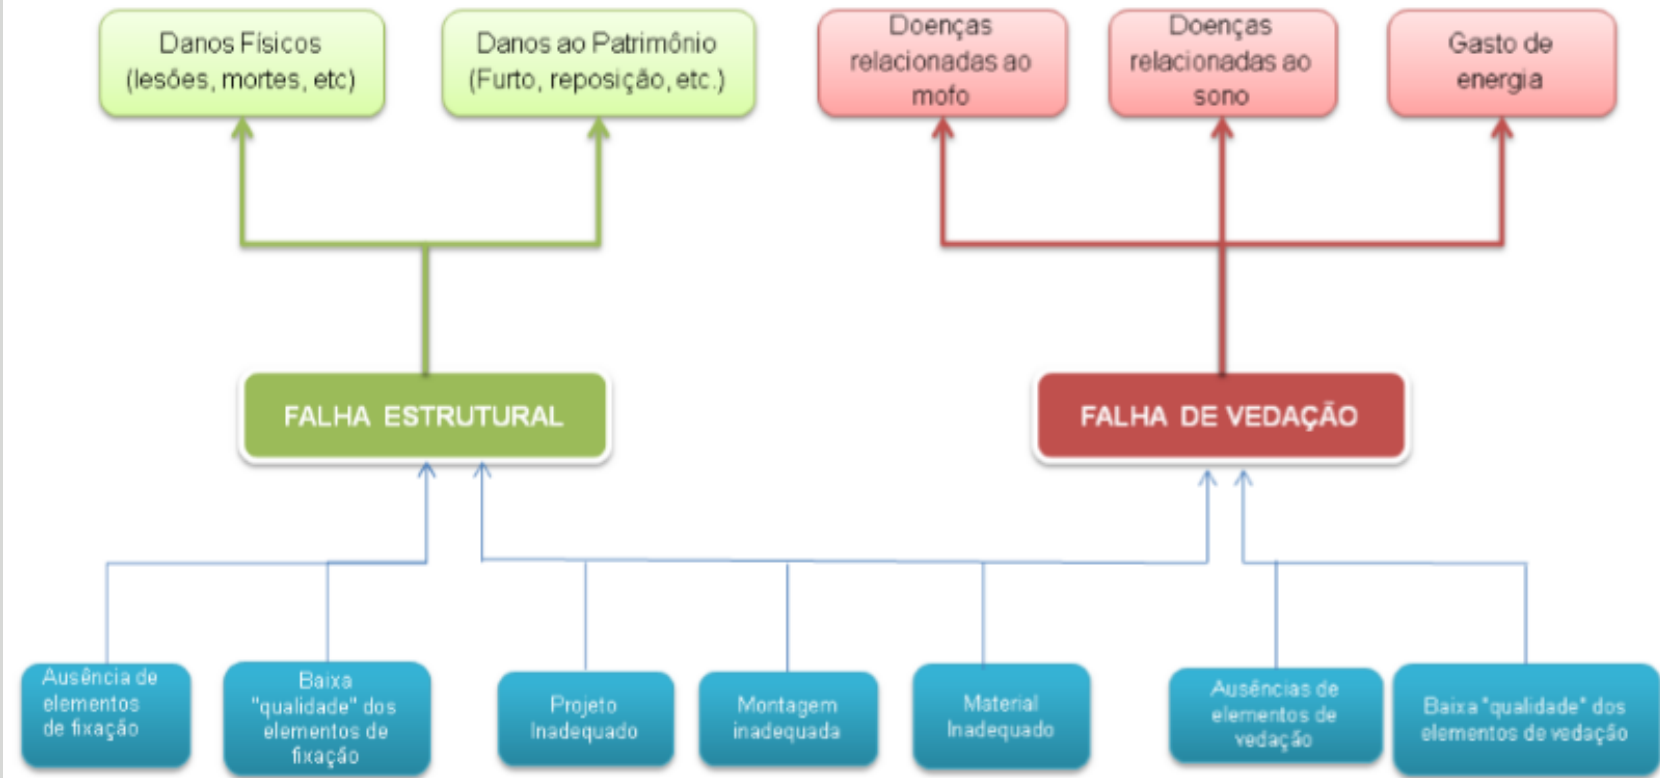 Danos Físicos
(lesões, mortes, etc)
Danos ao Patrimônio
(Furto, reposição, etc.)
Doenças
relacionadas ao
mofo
Doenças
relacionadas ao
sono
Gasto de
energia
FALHA ESTRUTURAL
FALHA DE VEDAÇÃO
Ausência de
elementos
de fixação
Baixa
"qualidade" dos
elementos de
fixação
Projeto
Inadequado
Montagem
inadequada
Material
Inadequado
Ausências de
elementos de
vedação
Baixa "qualidade" dos
elementos de vedação